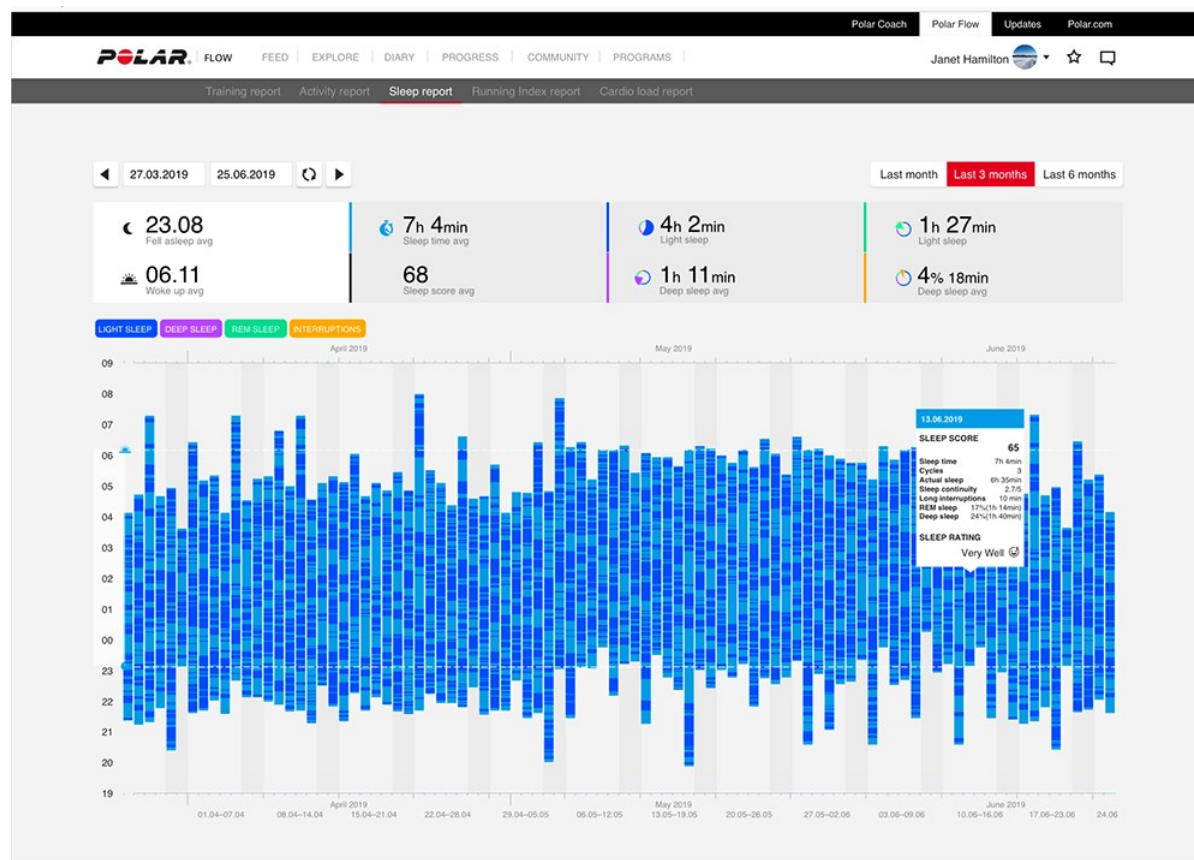 Polar Coach Polar Flow Updates Polar.com
POLAR. FLOW FEED EXPLORE DIARY PROGRESS COMMUNITY PROGRAMS Janet Hamilton
Training report Activity report Sleep report Running Index report Cardio load report
27.03.2019 25.06.2019 Last month Last 3 months Last 6 months
23.08 7h 4min 4h 2min 1h 27min
Fell asleep avg Sleep time avg Light sleep Light sleep
06.11 68 1h 11min 4% 18min
Woke up avg Sleep score avg Deep sleep avg Deep sleep avg
LIGHT SLEEP DEEP SLEEP REM SLEEP INTERRUPTIONS
April 2019 May 2019 June 2019
09
08
07
06
05
04
03
02
01
00
23
22
21
20
19
13.06.2019
SLEEP SCORE
65
Sleep time 7h 4min
Cycles 3
Actual sleep 6h 35min
Sleep continuity 2.7/5
Long interruptions 10 min
REM sleep 17%(1h 14min)
Deep sleep 24%(1h 40min)
SLEEP RATING
Very Well
April 2019 May 2019 June 2019
01.04–07.04 08.04–14.04 15.04–21.04 22.04–28.04 29.04–05.05 06.05–12.05 13.05–19.05 20.05–26.05 27.05–02.06 03.06–09.06 10.06–16.06 17.06–23.06 24.06